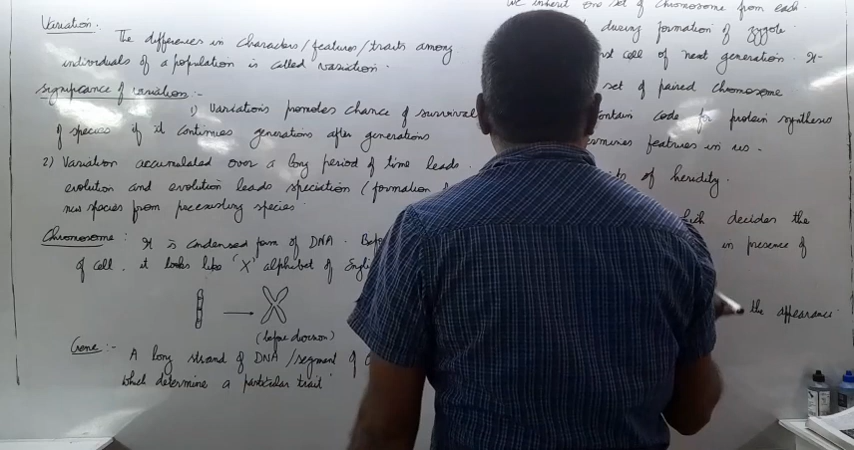 Variation.
The difference in characters/features/traits among
individuals of a population is called variation.
Significance of variation:-
1) Variations promotes chance of survival
of species if it continues generations after generations
2) Variation accumulated over a long period of time leads
evolution and evolution leads speciation (formation
new species from preexisting species
Chromosome: It is condensed form of DNA. Befo
of cell. it looks like 'X' alphabet of Engli
(before division)
Gene:-
A long strand of DNA/segment of
which determine a particular trait
we inherit one set of chromosome from each
during formation of zygote
st cell of next generation. It-
set of paired chromosome
contain code for protein synthesis
ermines features in us.
of heridity.
hich decides the
in presence of
the appearance